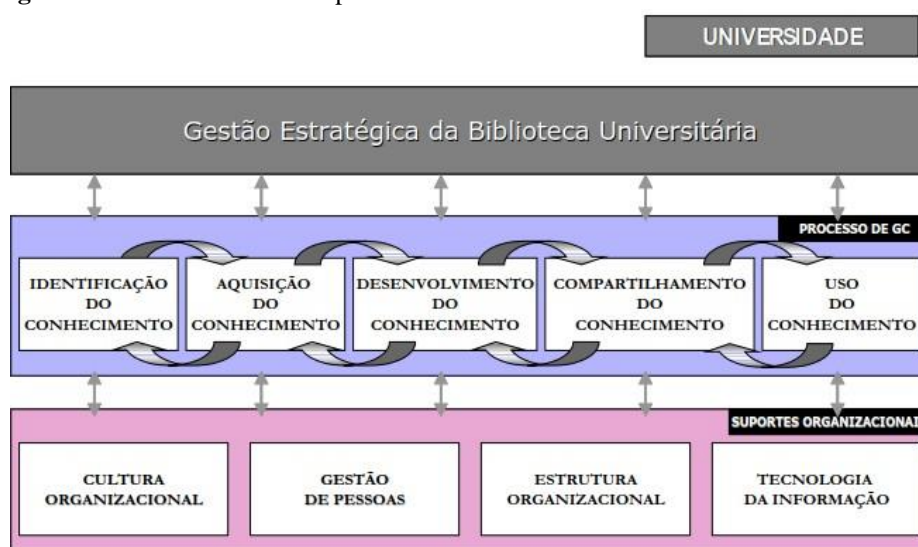 UNIVERSIDADE
Gestão Estratégica da Biblioteca Universitária
PROCESSO DE GC
IDENTIFICAÇÃO
DO
CONHECIMENTO
AQUISIÇÃO
DO
CONHECIMENTO
DESENVOLVIMENTO
DO
CONHECIMENTO
COMPARTILHAMENTO
DO
CONHECIMENTO
USO
DO
CONHECIMENTO
SUPORTES ORGANIZACIONAI
CULTURA
ORGANIZACIONAL
GESTÃO
DE PESSOAS
ESTRUTURA
ORGANIZACIONAL
TECNOLOGIA
DA INFORMAÇÃO